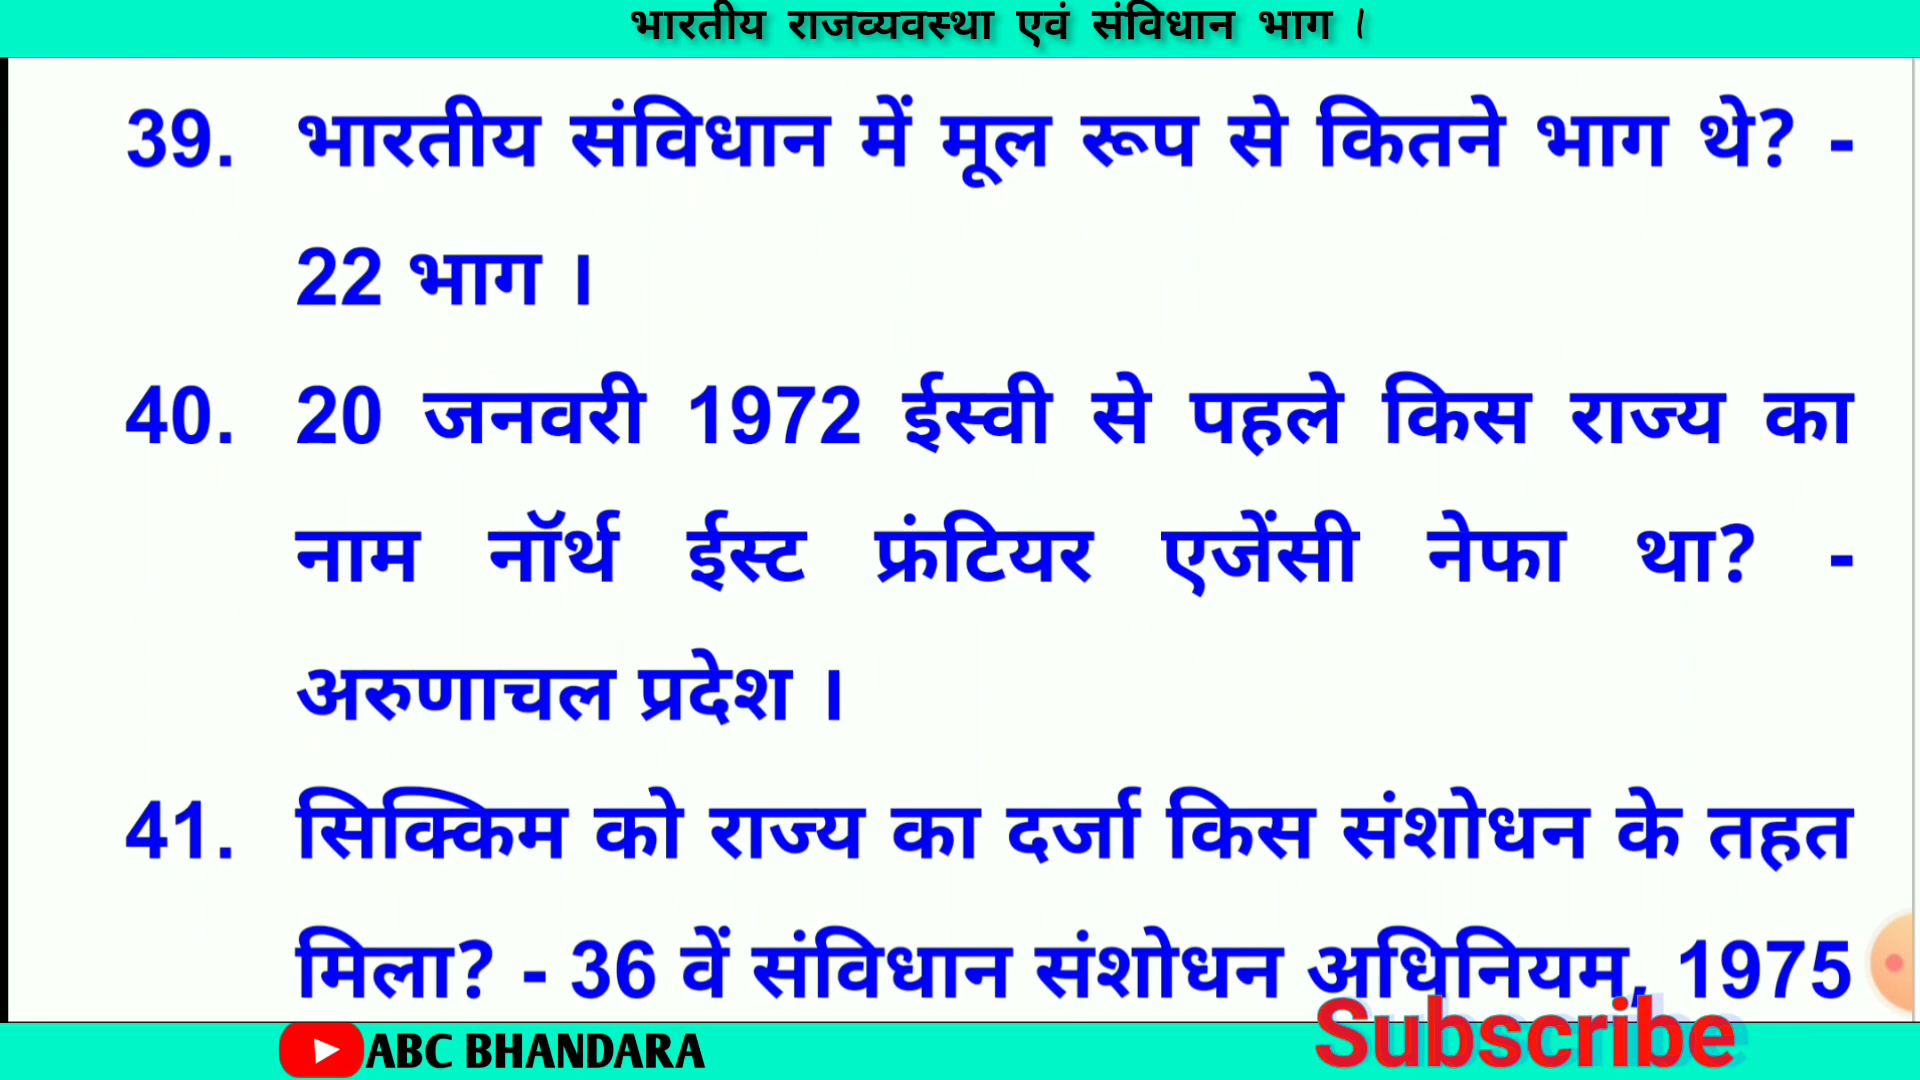 भारतीय राजव्यवस्था एवं संविधान भाग ।
39. भारतीय संविधान में मूल रूप से कितने भाग थे? -
22 भाग ।
40. 20 जनवरी 1972 ईस्वी से पहले किस राज्य का
नाम नॉर्थ ईस्ट फ्रंटियर एजेंसी नेफा था? -
अरुणाचल प्रदेश ।
41. सिक्किम को राज्य का दर्जा किस संशोधन के तहत
मिला? - 36 वें संविधान संशोधन अधिनियम, 1975
ABC BHANDARA
Subscribe